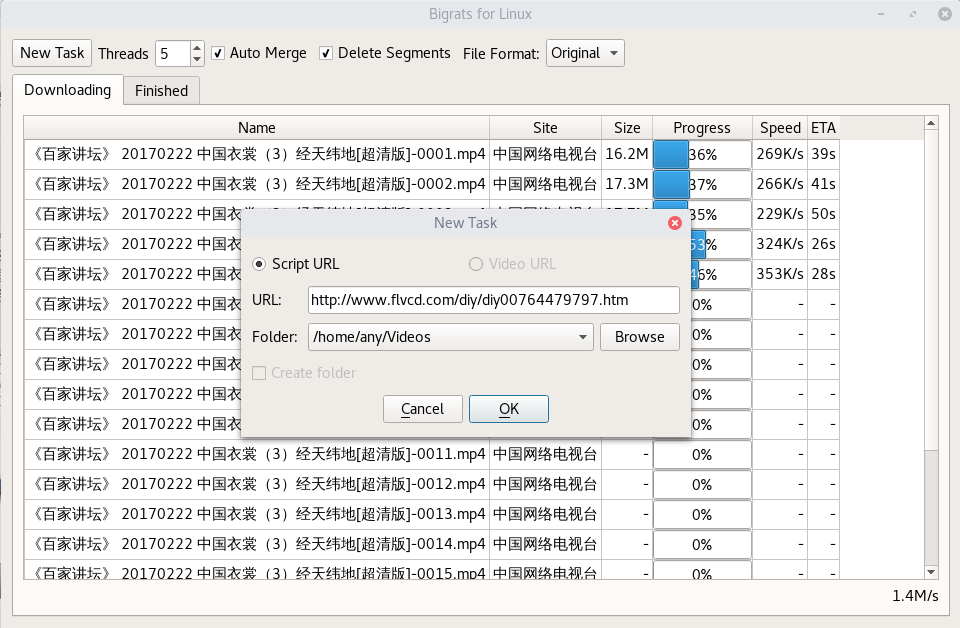 Bigrats for Linux
New Task Threads 5 Auto Merge Delete Segments File Format: Original
Downloading Finished
Name Site Size Progress Speed ETA
《百家讲坛》 20170222 中国衣裳（3）经天纬地[超清版]-0001.mp4 中国网络电视台 16.2M 36% 269K/s 39s
《百家讲坛》 20170222 中国衣裳（3）经天纬地[超清版]-0002.mp4 中国网络电视台 17.3M 37% 266K/s 41s
《百家讲坛》 20170222 中国衣裳（3）经天纬地[超清版] 中国网络电视台 35% 229K/s 50s
《百家讲坛》 20170222 中国衣 53% 324K/s 26s
《百家讲坛》 20170222 中国衣 46% 353K/s 28s
《百家讲坛》 20170222 中国衣 0% - -
《百家讲坛》 20170222 中国衣 0% - -
《百家讲坛》 20170222 中国衣 0% - -
《百家讲坛》 20170222 中国衣 0% - -
《百家讲坛》 20170222 中国衣 0% - -
New Task
Script URL Video URL
URL: http://www.flvcd.com/diy/diy00764479797.htm
Folder: /home/any/Videos Browse
Create folder
Cancel OK
《百家讲坛》 20170222 中国衣裳（3）经天纬地[超清版]-0011.mp4 中国网络电视台 - 0% - -
《百家讲坛》 20170222 中国衣裳（3）经天纬地[超清版]-0012.mp4 中国网络电视台 - 0% - -
《百家讲坛》 20170222 中国衣裳（3）经天纬地[超清版]-0013.mp4 中国网络电视台 - 0% - -
《百家讲坛》 20170222 中国衣裳（3）经天纬地[超清版]-0014.mp4 中国网络电视台 - 0% - -
《百家讲坛》 20170222 中国衣裳（3）经天纬地[超清版]-0015.mp4 中国网络电视台 - 0% - -
1.4M/s